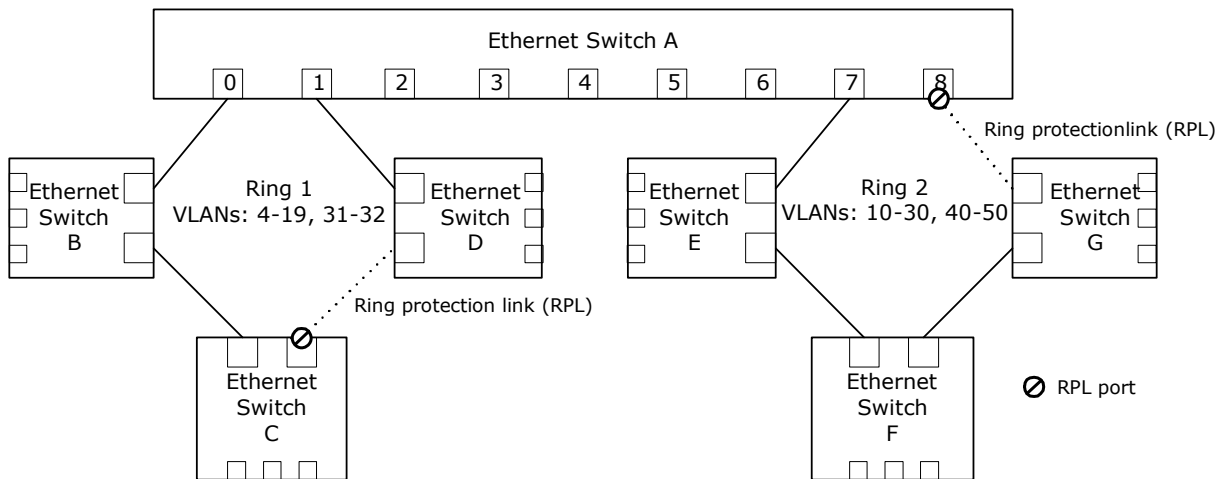 Ethernet Switch A
0 1 2 3 4 5 6 7 8
Ring protectionlink (RPL)
Ethernet
Switch
B
Ring 1
VLANs: 4-19, 31-32
Ethernet
Switch
D
Ethernet
Switch
E
Ring 2
VLANs: 10-30, 40-50
Ethernet
Switch
G
Ring protection link (RPL)
Ethernet
Switch
C
Ethernet
Switch
F
RPL port